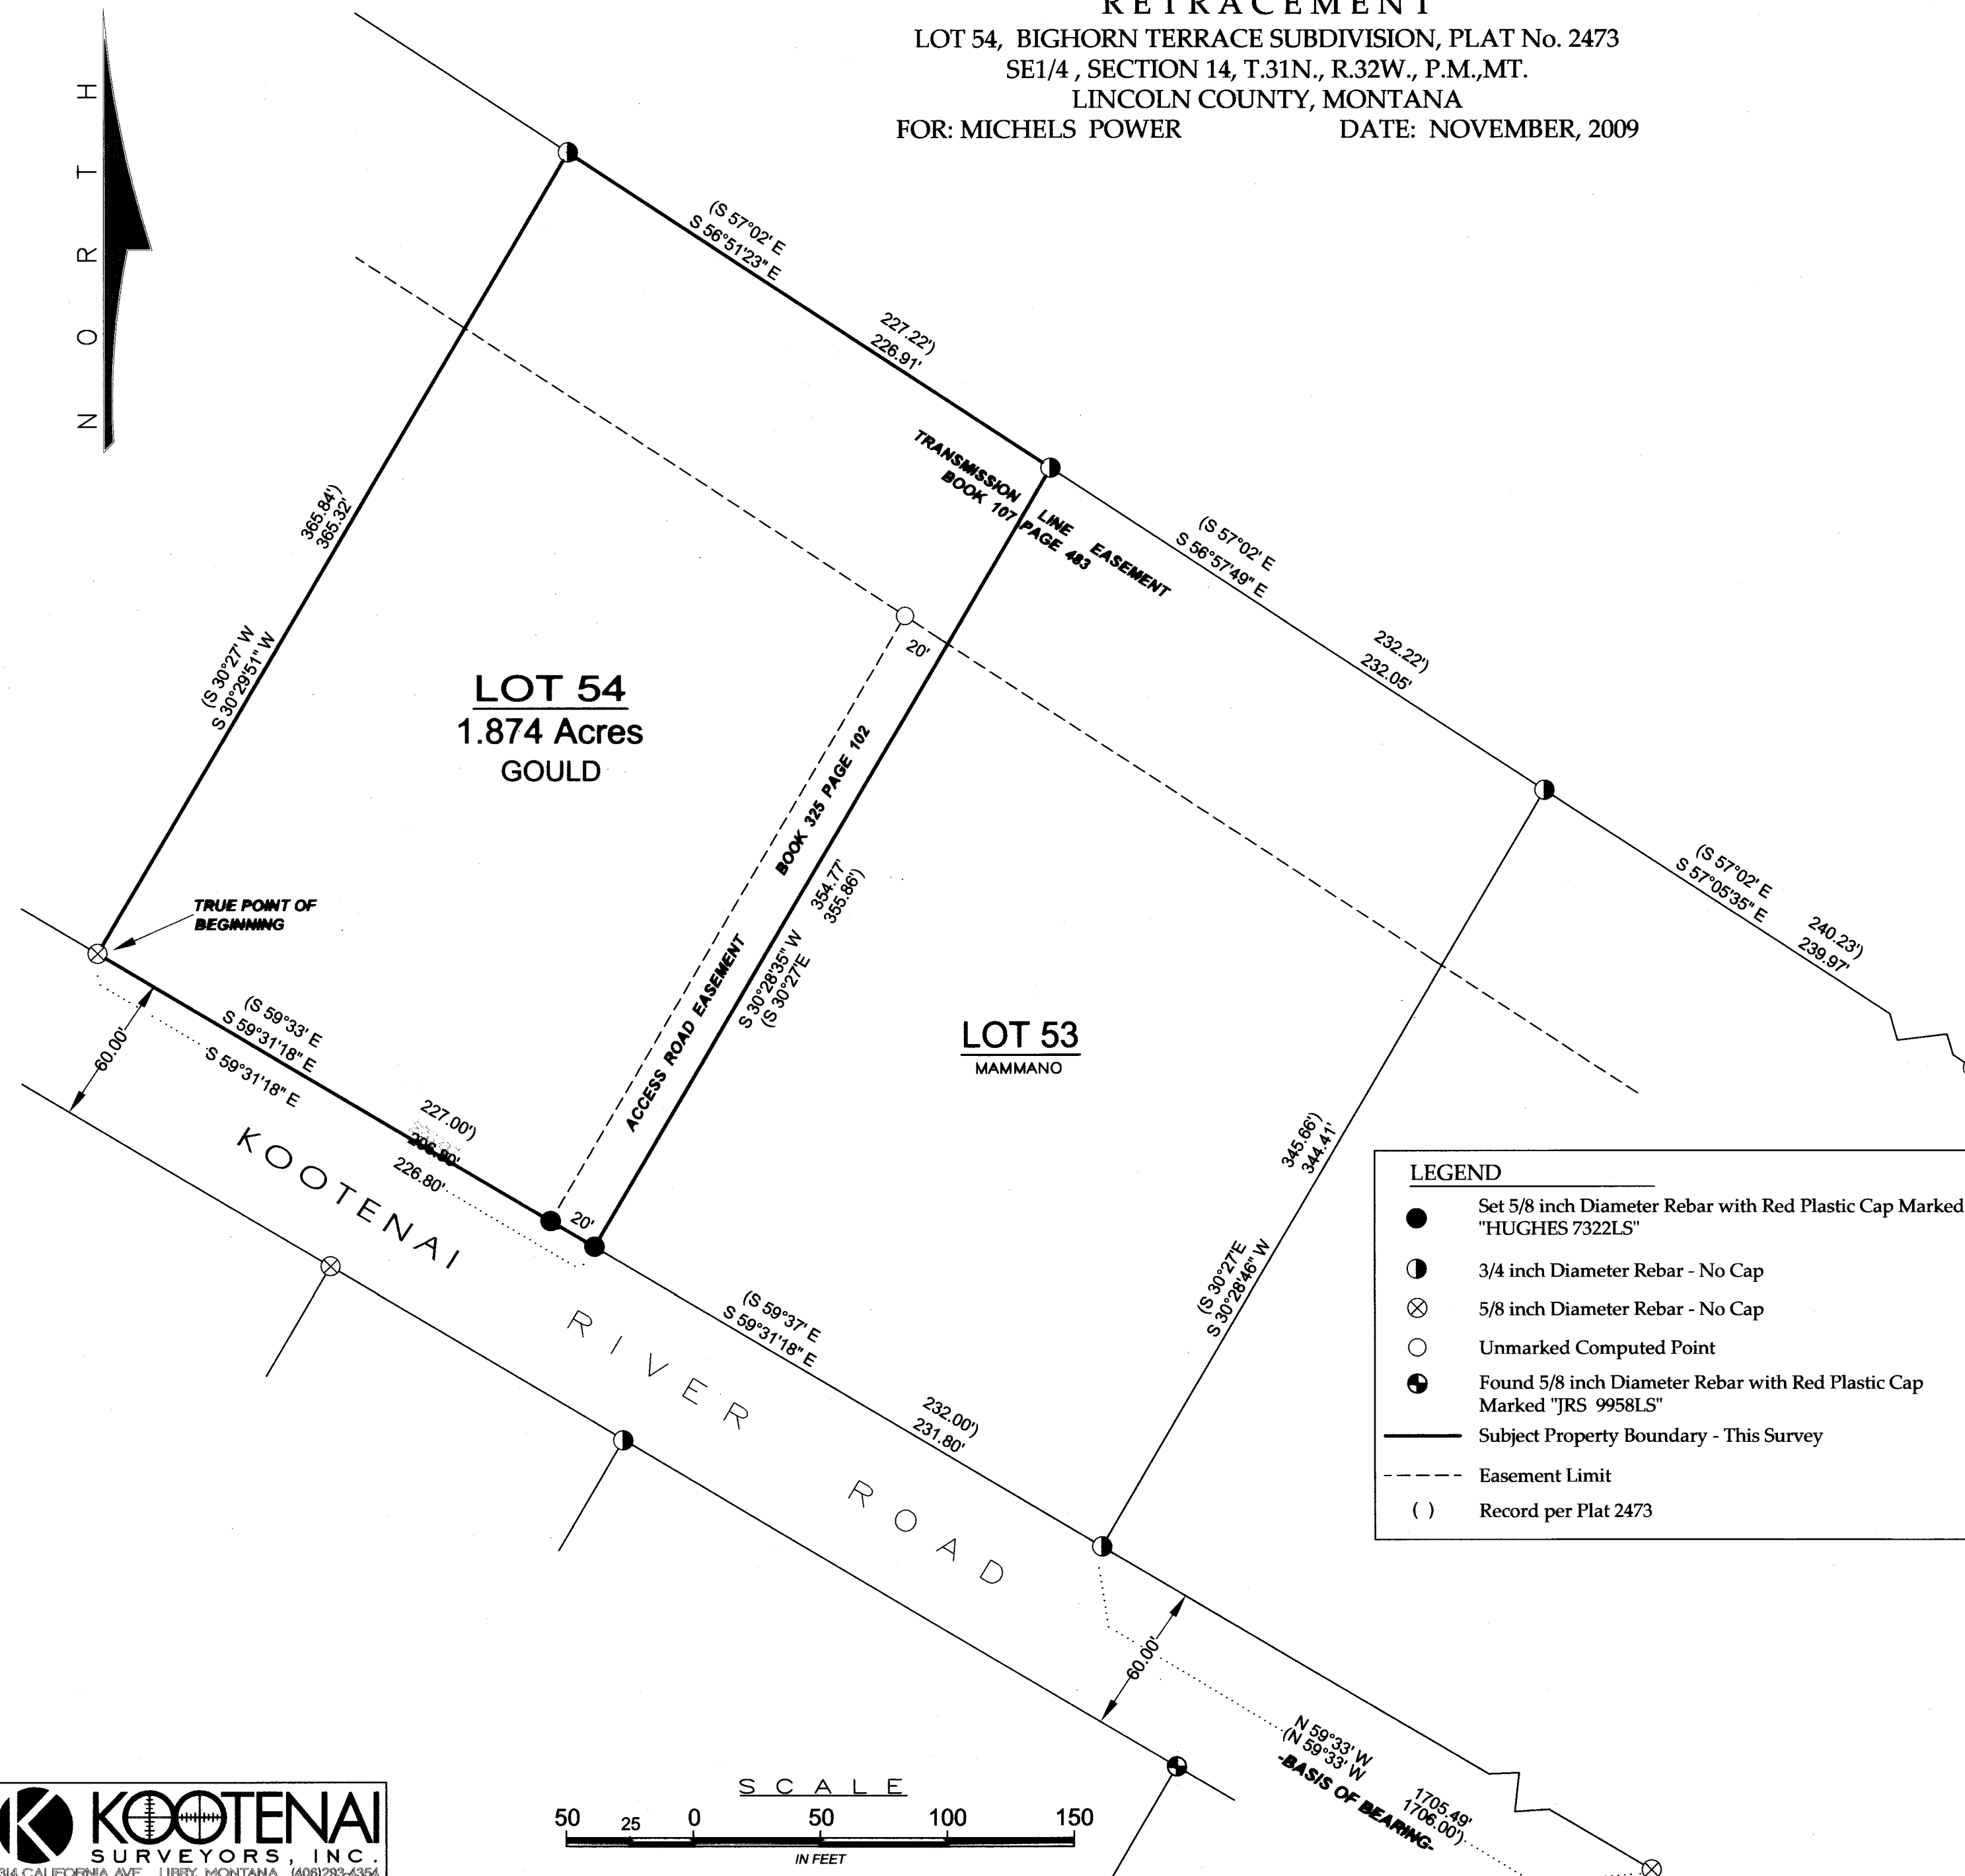 RETRACEMENT
LOT 54, BIGHORN TERRACE SUBDIVISION, PLAT No. 2473
SE1/4 , SECTION 14, T.31N., R.32W., P.M.,MT.
LINCOLN COUNTY, MONTANA
FOR: MICHELS POWER DATE: NOVEMBER, 2009
NORTH
(S 57°02' E
S 56°51'23" E
227.22')
226.91'
TRANSMISSION LINE EASEMENT
BOOK 107 PAGE 483
(S 57°02' E
S 56°57'49" E
232.22')
232.05'
365.84')
365.32'
(S 30°27' W
S 30°29'51" W
20'
LOT 54
1.874 Acres
GOULD
ACCESS ROAD EASEMENT BOOK 325 PAGE 102
354.77'
355.86')
S 30°28'35" W
(S 30°27'E
(S 57°02' E
S 57°05'35" E
240.23')
239.97'
TRUE POINT OF
BEGINNING
LOT 53
MAMMANO
60.00'
(S 59°33' E
S 59°31'18" E
S 59°31'18" E
227.00')
206.80'
226.80'
20'
345.66')
344.41'
(S 30°27'E
S 30°28'46" W
KOOTENAI RIVER ROAD
(S 59°37' E
S 59°31'18" E
232.00')
231.80'
60.00'
N 59°33' W
(N 59°33' W
1705.49'
1706.00')
-BASIS OF BEARING-
LEGEND
Set 5/8 inch Diameter Rebar with Red Plastic Cap Marked
"HUGHES 7322LS"
3/4 inch Diameter Rebar - No Cap
5/8 inch Diameter Rebar - No Cap
Unmarked Computed Point
Found 5/8 inch Diameter Rebar with Red Plastic Cap
Marked "JRS 9958LS"
Subject Property Boundary - This Survey
Easement Limit
( ) Record per Plat 2473
K KOOTENAI
SURVEYORS, INC.
314 CALIFORNIA AVE LIBBY, MONTANA (406)293-4354
SCALE
50 25 0 50 100 150
IN FEET